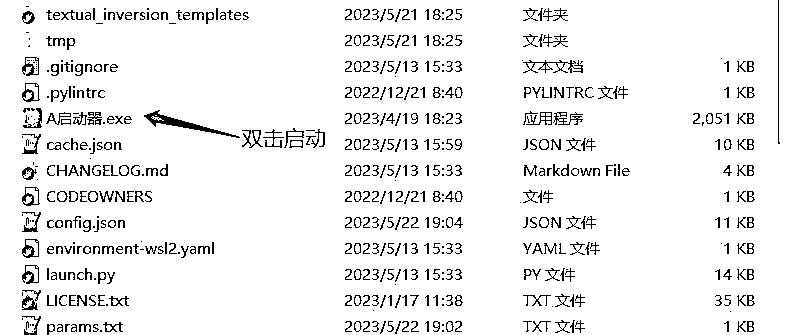 textual_inversion_templates 2023/5/21 18:25 文件夹
tmp 2023/5/21 18:25 文件夹
.gitignore 2023/5/13 15:33 文本文档 1 KB
.pylintrc 2022/12/21 8:40 PYLINTRC 文件 1 KB
A启动器.exe 2023/4/19 18:23 应用程序 2,051 KB
双击启动
cache.json 2023/5/13 15:59 JSON 文件 10 KB
CHANGELOG.md 2023/5/13 15:33 Markdown File 4 KB
CODEOWNERS 2022/12/21 8:40 文件 1 KB
config.json 2023/5/22 19:04 JSON 文件 11 KB
environment-wsl2.yaml 2023/5/13 15:33 YAML 文件 1 KB
launch.py 2023/5/13 15:33 PY 文件 14 KB
LICENSE.txt 2023/1/17 11:38 TXT 文件 35 KB
params.txt 2023/5/22 19:02 TXT 文件 1 KB